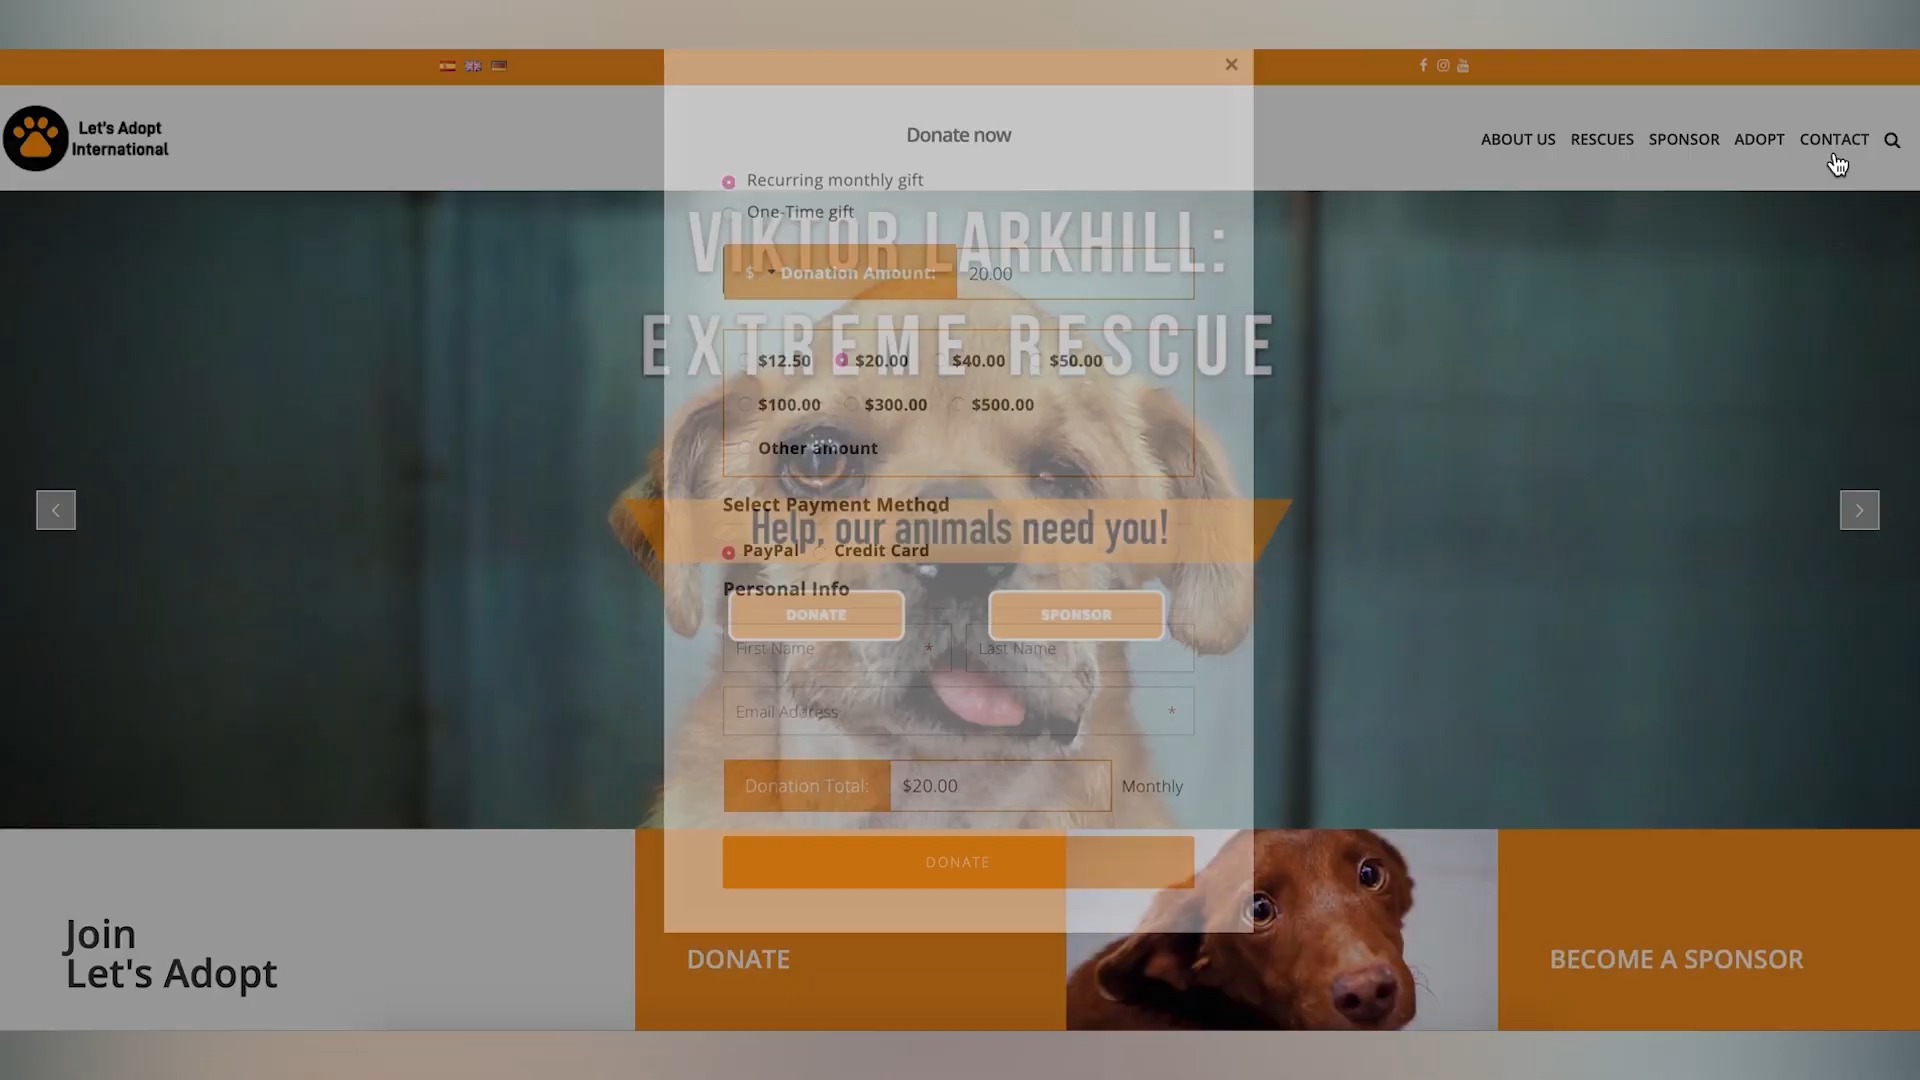 Let's Adopt
International
ABOUT US RESCUES SPONSOR ADOPT CONTACT
Donate now
Recurring monthly gift
One-Time gift
VIKTOR LARKHILL:
$ Donation Amount: 20.00
EXTREME RESCUE
$12.50 $20.00 $40.00 $50.00
$100.00 $300.00 $500.00
Other amount
Select Payment Method
Help, our animals need you!
PayPal Credit Card
Personal Info
DONATE SPONSOR
First Name * Last Name
Email Address *
Donation Total: $20.00 Monthly
DONATE
Join
Let's Adopt
DONATE
BECOME A SPONSOR